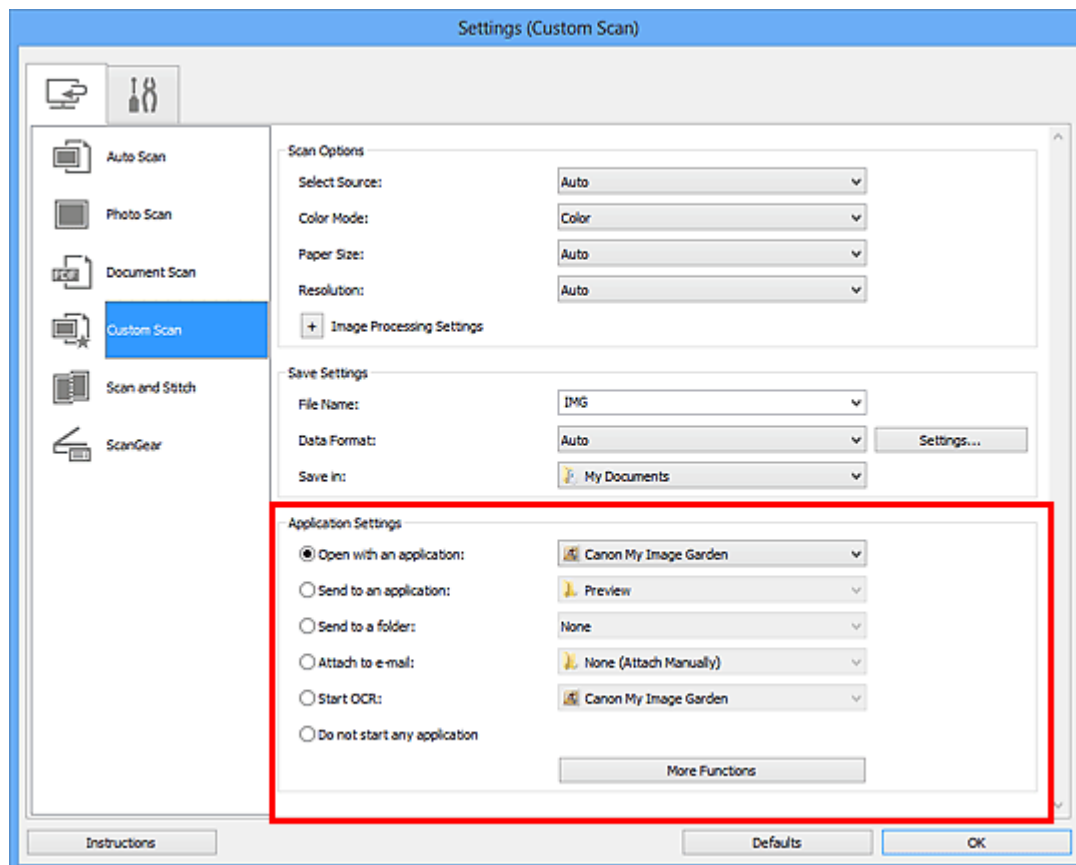 Settings (Custom Scan)
Auto Scan
Photo Scan
Document Scan
Custom Scan
Scan and Stitch
ScanGear
Scan Options
Select Source: Auto
Color Mode: Color
Paper Size: Auto
Resolution: Auto
+ Image Processing Settings
Save Settings
File Name: IMG
Data Format: Auto Settings...
Save in: My Documents
Application Settings
Open with an application: Canon My Image Garden
Send to an application: Preview
Send to a folder: None
Attach to e-mail: None (Attach Manually)
Start OCR: Canon My Image Garden
Do not start any application
More Functions
Instructions Defaults OK